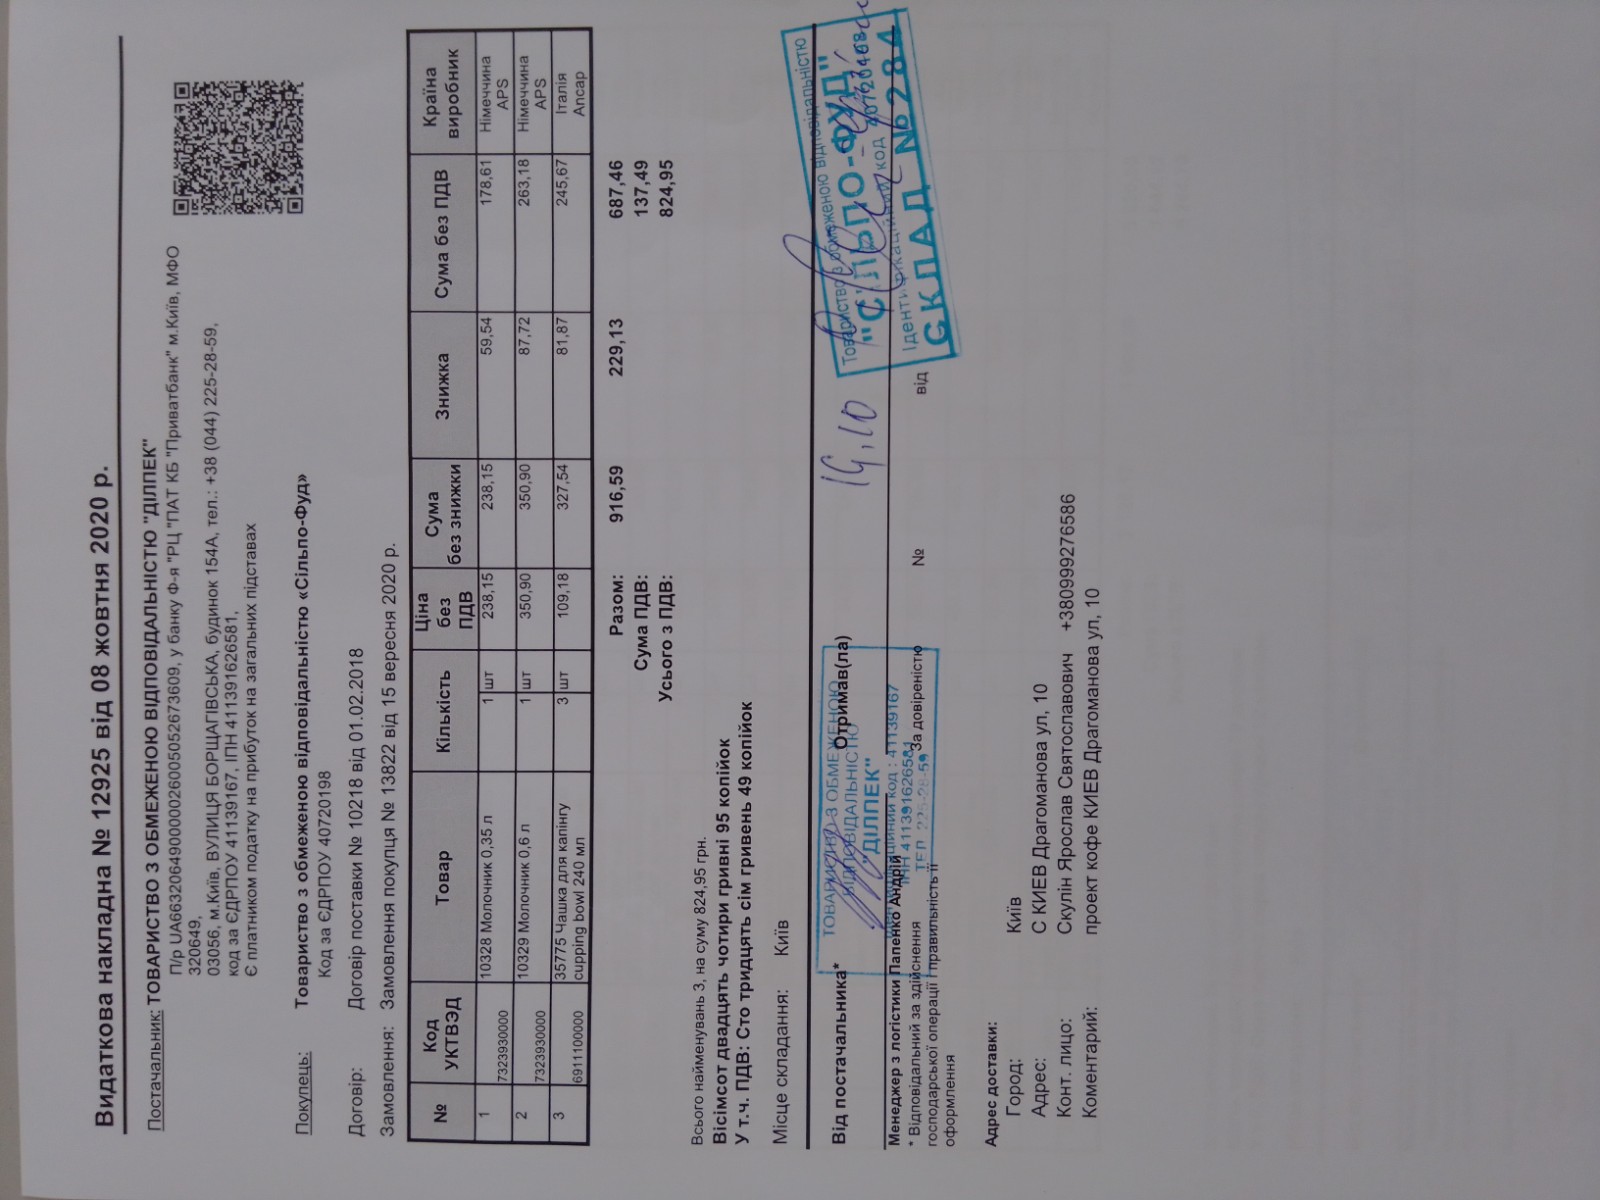 Видаткова накладна № 12925 від 08 жовтня 2020 р.
Постачальник: ТОВАРИСТВО З ОБМЕЖЕНОЮ ВІДПОВІДАЛЬНІСТЮ "ДІЛПЕК"
П/р UA663206490000026005052673609, у банку Ф-я "РЦ "ПАТ КБ "Приватбанк" м.Київ, МФО
320649,
03056, м.Київ, ВУЛИЦЯ БОРЩАГІВСЬКА, будинок 154А, тел.: +38 (044) 225-28-59,
код за ЄДРПОУ 41139167, ІПН 411391626581,
Є платником податку на прибуток на загальних підставах
Покупець: Товариство з обмеженою відповідальністю «Сільпо-Фуд»
Код за ЄДРПОУ 40720198
Договір: Договір поставки № 10218 від 01.02.2018
Замовлення: Замовлення покупця № 13822 від 15 вересня 2020 р.
№ Код УКТВЭД Товар Кількість Ціна без ПДВ Сума без знижки Знижка Сума без ПДВ Країна виробник
1 7323930000 10328 Молочник 0,35 л 1 шт 238,15 238,15 59,54 178,61 Німеччина APS
2 7323930000 10329 Молочник 0,6 л 1 шт 350,90 350,90 87,72 263,18 Німеччина APS
3 6911100000 35775 Чашка для капінгу cupping bowl 240 мл 3 шт 109,18 327,54 81,87 245,67 Італія Ancap
Разом: 916,59 229,13 687,46
Сума ПДВ: 137,49
Усього з ПДВ: 824,95
Всього найменувань 3, на суму 824,95 грн.
Вісімсот двадцять чотири гривні 95 копійок
У т.ч. ПДВ: Сто тридцять сім гривень 49 копійок
Місце складання: Київ
Від постачальника* Отримав(ла)
Менеджер з логістики Папенко Андрій
* Відповідальний за здійснення
господарської операції і правильність її
оформлення
За довіреністю № від
ТОВАРИСТВО З ОБМЕЖЕНОЮ
ВІДПОВІДАЛЬНІСТЮ
"ДІЛПЕК"
Ідентифікаційний код : 41139167
ІПН 411391626581
ТЕЛ 225-28-59
Товариство з обмеженою відповідальністю
"СІЛЬПО-ФУД"
Ідентифікаційний код 40720198
СКЛАД № 284
Адрес доставки:
Город: Київ
Адрес: С КИЕВ Драгоманова ул, 10
Конт. лицо: Скулін Ярослав Святославович +380999276586
Коментарий: проект кофе КИЕВ Драгоманова ул, 10